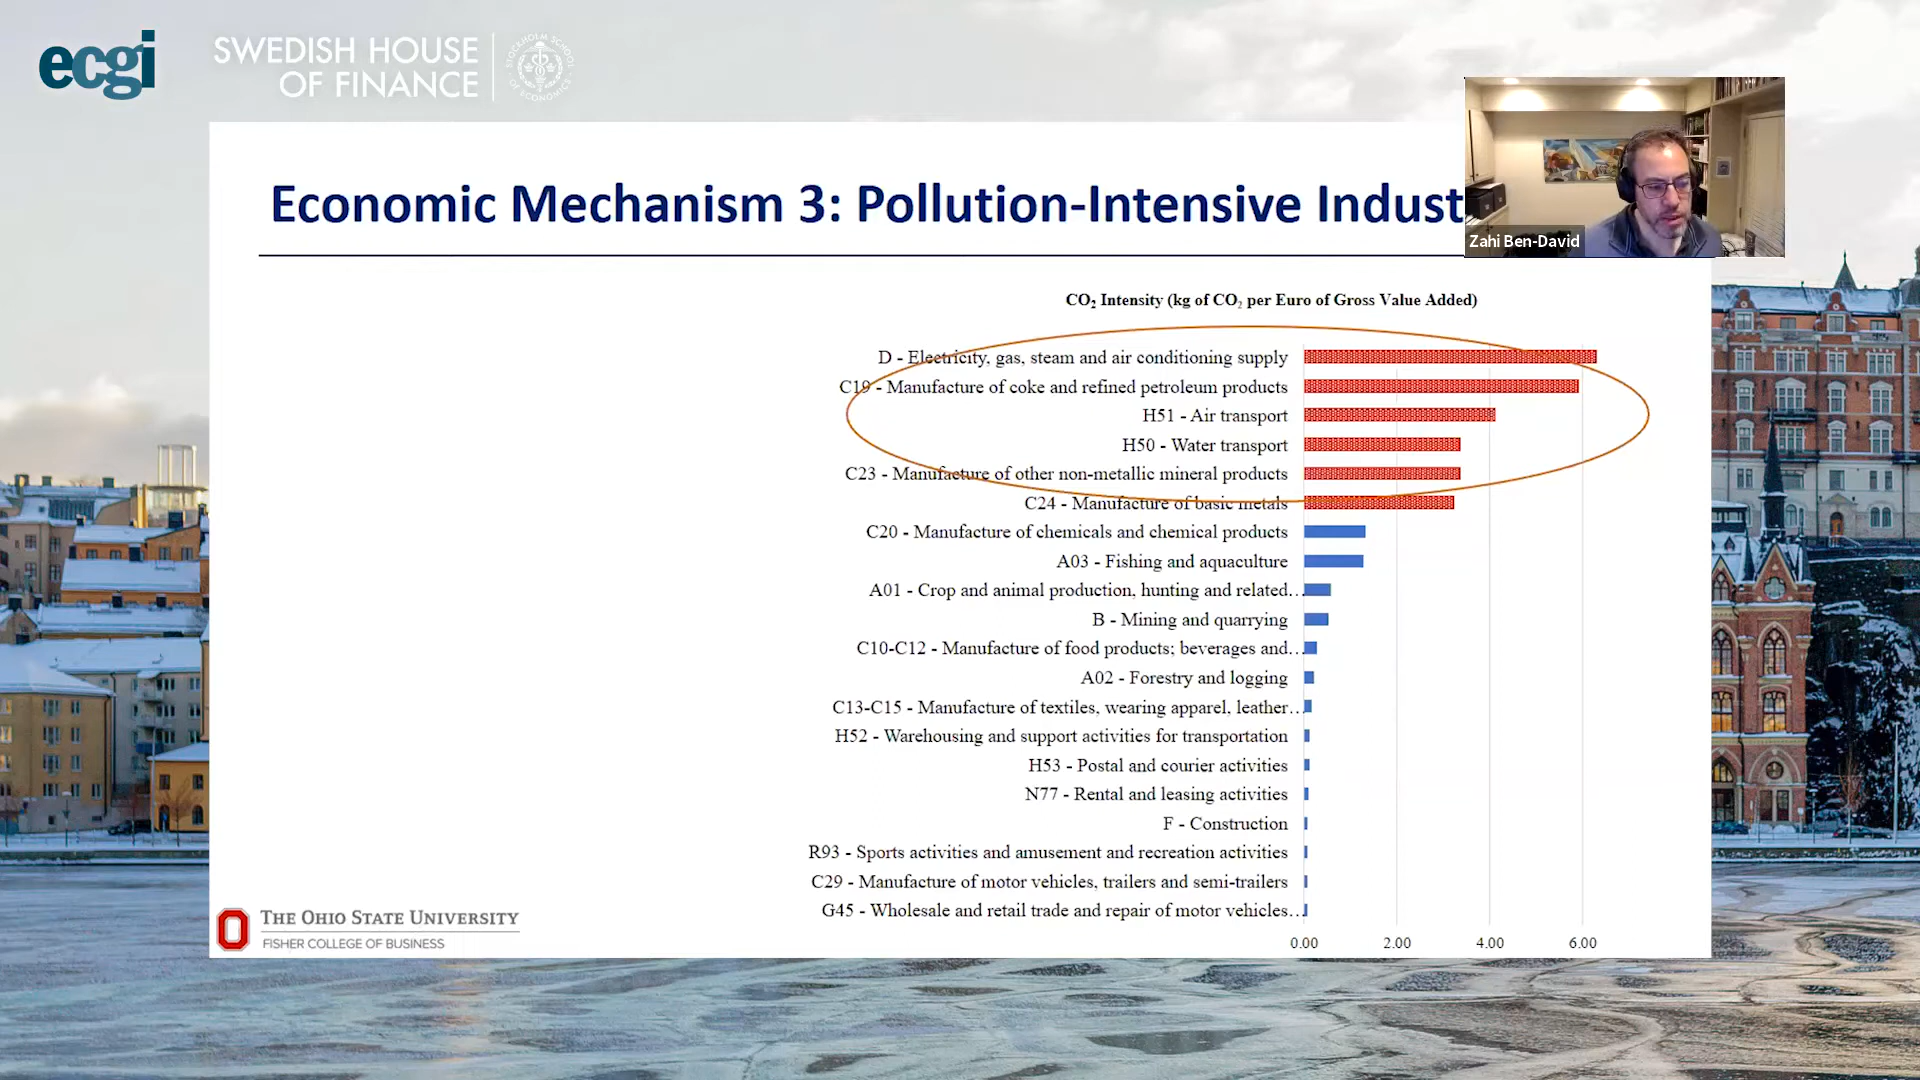 ecgi
SWEDISH HOUSE
OF FINANCE
STOCKHOLM SCHOOL
OF ECONOMICS
Zahi Ben-David
Economic Mechanism 3: Pollution-Intensive Indust
CO₂ Intensity (kg of CO₂ per Euro of Gross Value Added)
D - Electricity, gas, steam and air conditioning supply
C19 - Manufacture of coke and refined petroleum products
H51 - Air transport
H50 - Water transport
C23 - Manufacture of other non-metallic mineral products
C24 - Manufacture of basic metals
C20 - Manufacture of chemicals and chemical products
A03 - Fishing and aquaculture
A01 - Crop and animal production, hunting and related…
B - Mining and quarrying
C10-C12 - Manufacture of food products; beverages and…
A02 - Forestry and logging
C13-C15 - Manufacture of textiles, wearing apparel, leather…
H52 - Warehousing and support activities for transportation
H53 - Postal and courier activities
N77 - Rental and leasing activities
F - Construction
R93 - Sports activities and amusement and recreation activities
C29 - Manufacture of motor vehicles, trailers and semi-trailers
G45 - Wholesale and retail trade and repair of motor vehicles…
0.00 2.00 4.00 6.00
THE OHIO STATE UNIVERSITY
FISHER COLLEGE OF BUSINESS